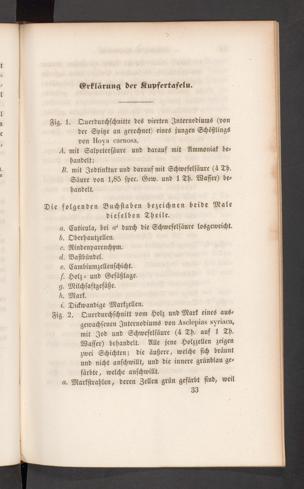 Erklärung der Kupfertafeln.
Fig. 1. Querdurchschnitte des vierten Internodiums (von
der Spitze an gerechnet) eines jungen Schößlings
von Hoya carnosa,
A. mit Salpetersäure und darauf mit Ammoniak be-
handelt;
B. mit Jodtinktur und darauf mit Schwefelsäure (4 Th.
Säure von 1,85 spec. Gew. und 1 Th. Wasser) be-
handelt.
Die folgenden Buchstaben bezeichnen beide Male
dieselben Theile.
a. Cuticula, bei a' durch die Schwefelsäure losgeweicht.
b. Oberhautzellen.
c. Rindenparenchym.
d. Bastbündel.
e. Cambiumzellenschicht.
f. Holz- und Gefäßlage.
g. Milchsaftgefäße.
h. Mark.
i. Dickwandige Markzellen.
Fig. 2. Querdurchschnitt vom Holz und Mark eines aus-
gewachsenen Internodiums von Asclepias syriaca,
mit Jod und Schwefelsäure (4 Th. auf 1 Th.
Wasser) behandelt. Alle jene Holzzellen zeigen
zwei Schichten; die äußere, welche sich bräunt
und nicht anschwillt, und die innere grünblau ge-
färbte, welche anschwillt.
a. Markstrahlen, deren Zellen grün gefärbt sind, weil
33